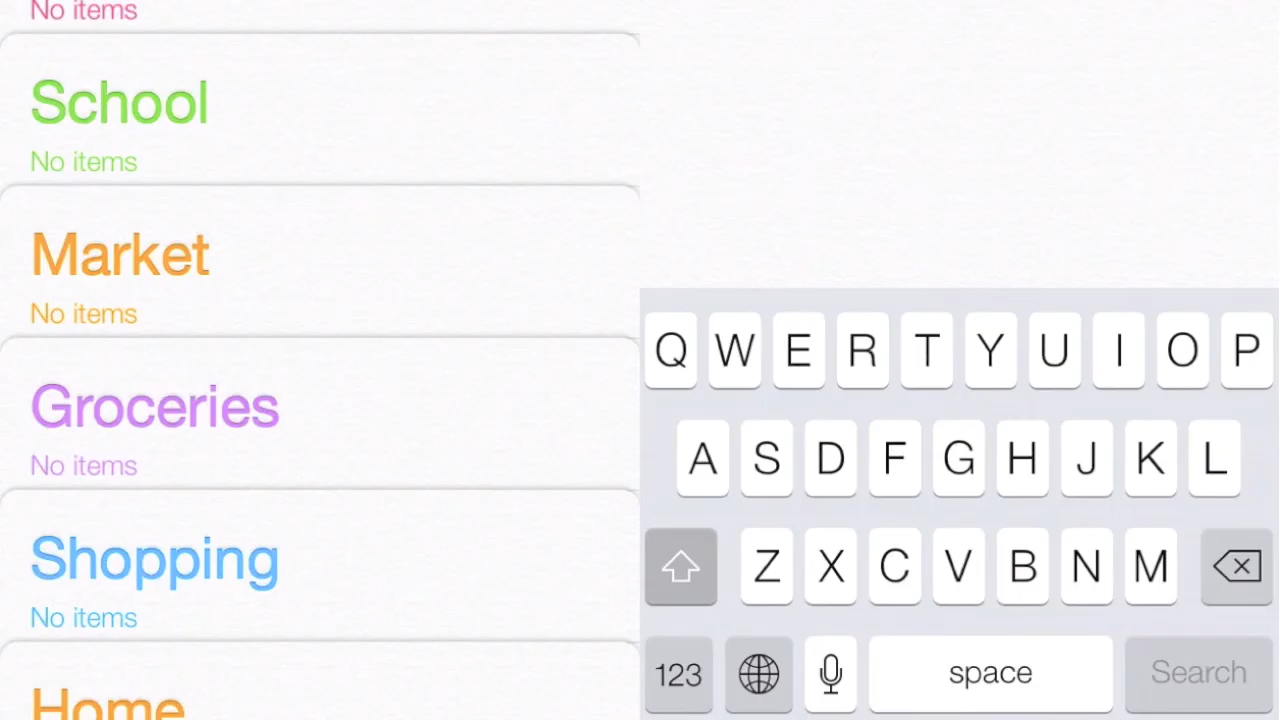 No items
School
No items
Market
No items
Groceries
No items
Shopping
No items
Home
Q W E R T Y U I O P
A S D F G H J K L
Z X C V B N M
123 space Search